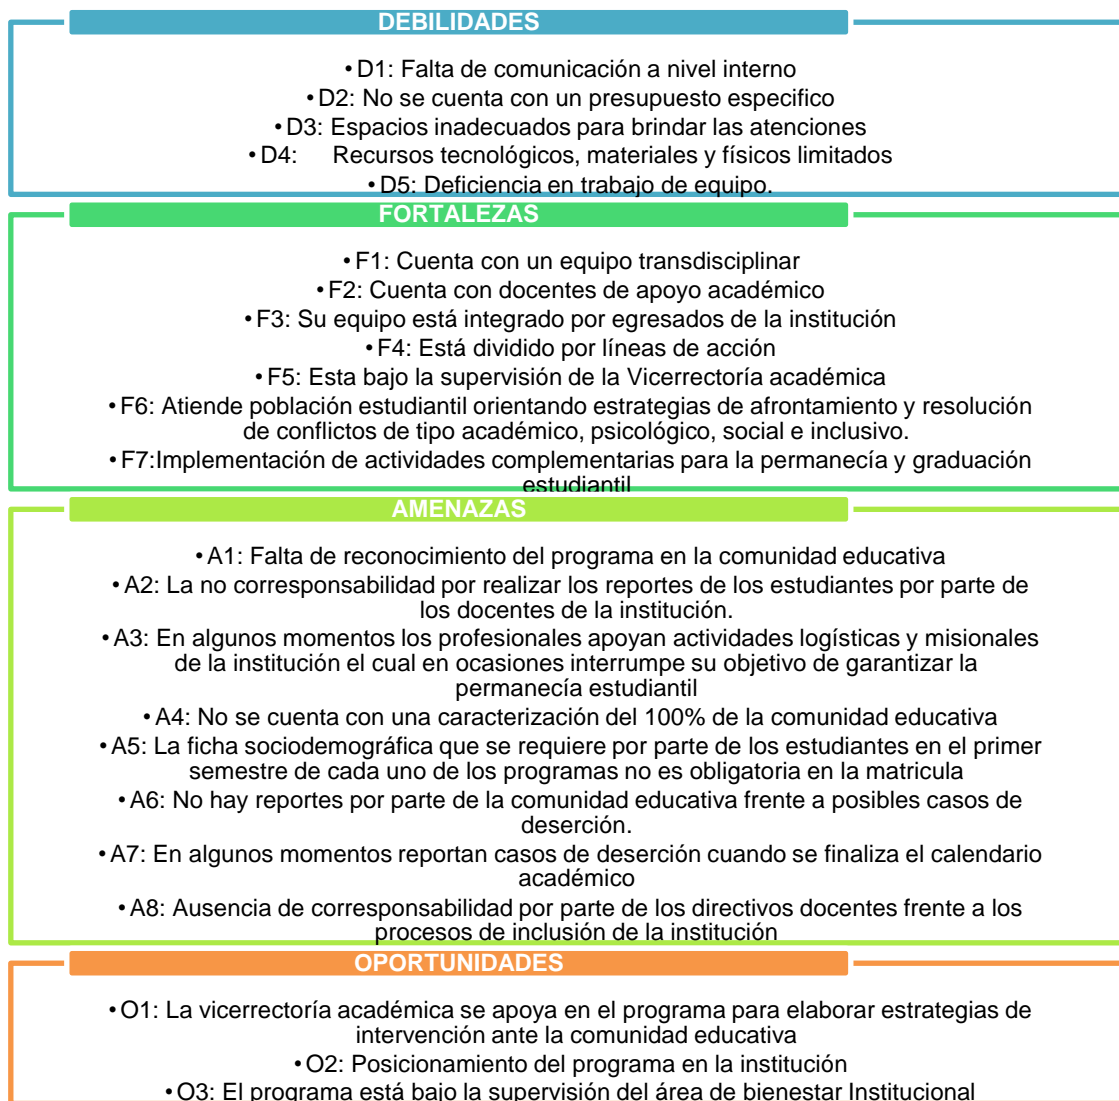 DEBILIDADES
• D1: Falta de comunicación a nivel interno
• D2: No se cuenta con un presupuesto especifico
• D3: Espacios inadecuados para brindar las atenciones
• D4: Recursos tecnológicos, materiales y físicos limitados
• D5: Deficiencia en trabajo de equipo.
FORTALEZAS
• F1: Cuenta con un equipo transdisciplinar
• F2: Cuenta con docentes de apoyo académico
• F3: Su equipo está integrado por egresados de la institución
• F4: Está dividido por líneas de acción
• F5: Esta bajo la supervisión de la Vicerrectoría académica
• F6: Atiende población estudiantil orientando estrategias de afrontamiento y resolución
de conflictos de tipo académico, psicológico, social e inclusivo.
• F7:Implementación de actividades complementarias para la permanecía y graduación
estudiantil
AMENAZAS
• A1: Falta de reconocimiento del programa en la comunidad educativa
• A2: La no corresponsabilidad por realizar los reportes de los estudiantes por parte de
los docentes de la institución.
• A3: En algunos momentos los profesionales apoyan actividades logísticas y misionales
de la institución el cual en ocasiones interrumpe su objetivo de garantizar la
permanecía estudiantil
• A4: No se cuenta con una caracterización del 100% de la comunidad educativa
• A5: La ficha sociodemográfica que se requiere por parte de los estudiantes en el primer
semestre de cada uno de los programas no es obligatoria en la matricula
• A6: No hay reportes por parte de la comunidad educativa frente a posibles casos de
deserción.
• A7: En algunos momentos reportan casos de deserción cuando se finaliza el calendario
académico
• A8: Ausencia de corresponsabilidad por parte de los directivos docentes frente a los
procesos de inclusión de la institución
OPORTUNIDADES
• O1: La vicerrectoría académica se apoya en el programa para elaborar estrategias de
intervención ante la comunidad educativa
• O2: Posicionamiento del programa en la institución
• O3: El programa está bajo la supervisión del área de bienestar Institucional